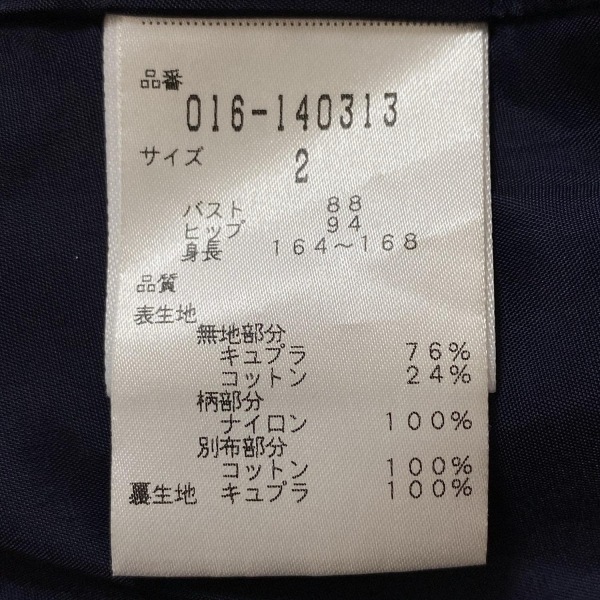 品番
016-140313
サイズ 2
バスト 88
ヒップ 94
身長 164〜168
品質
表生地
無地部分
キュプラ 76%
コットン 24%
柄部分
ナイロン 100%
別布部分
コットン 100%
裏生地 キュプラ 100%